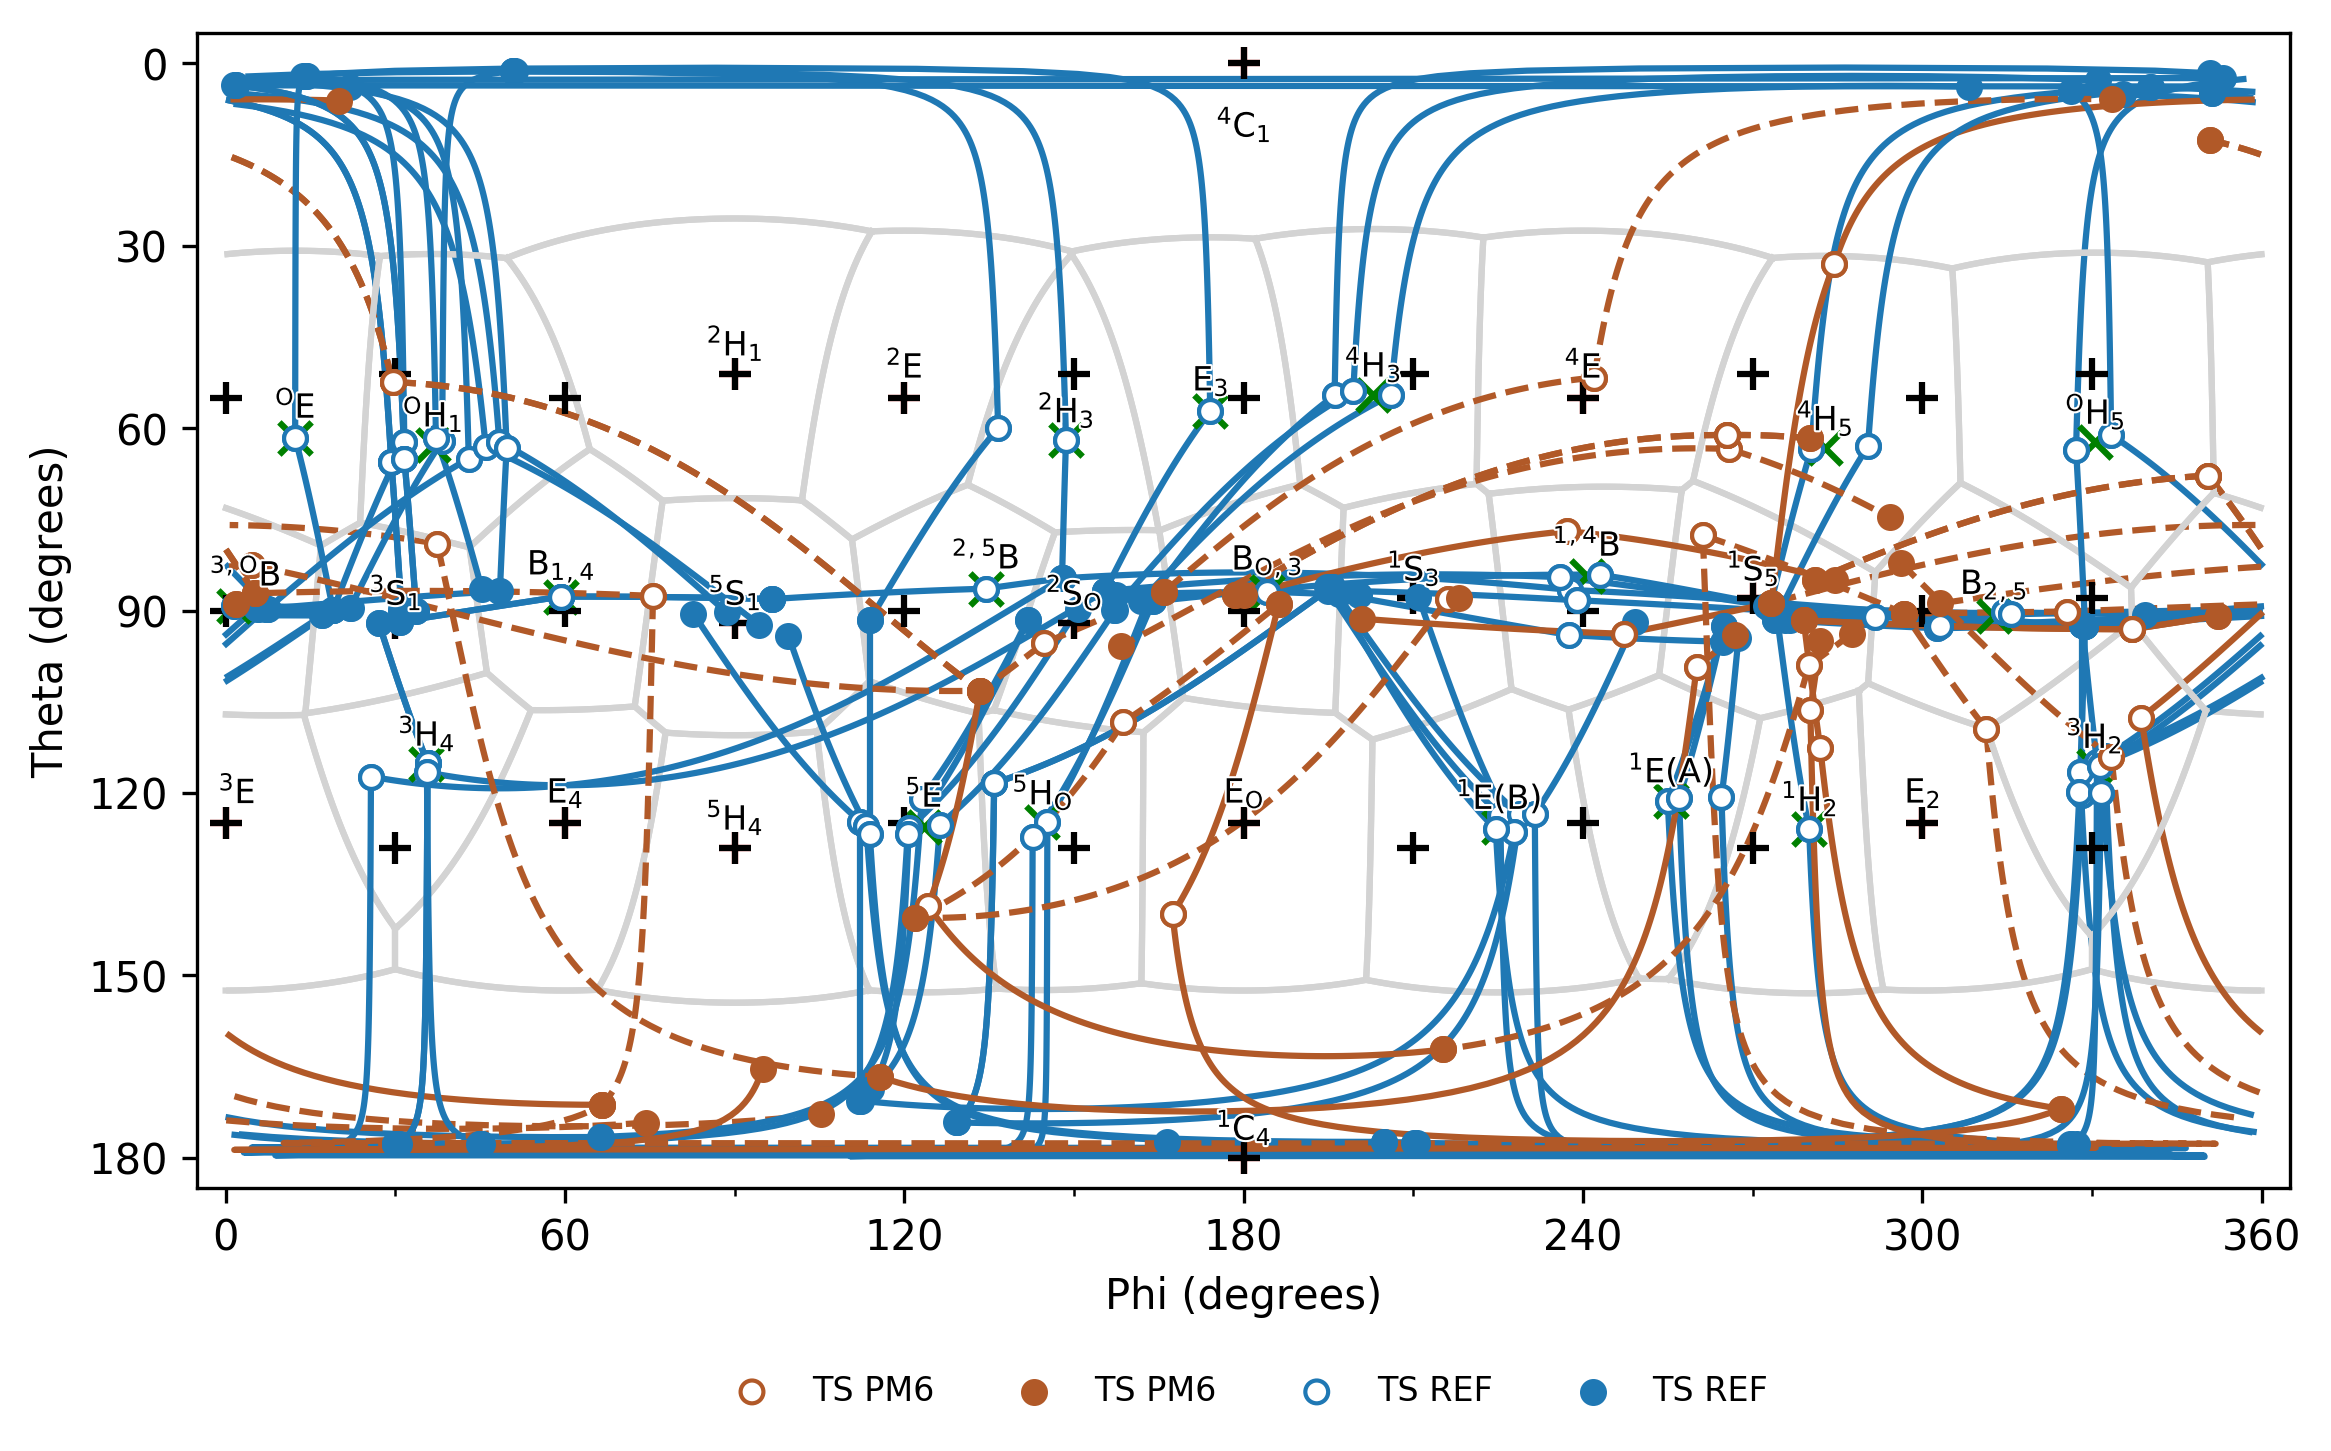 0
30
60
90
120
150
180
Theta (degrees)
⁴C₁
²H₁
²E
⁴E
E₃
⁴H₃
ᴼE
ᴼH₁
²H₃
⁴H₅
ᴼH₅
³,ᴼB
³S₁
B₁,₄
⁵S₁
²,⁵B
²Sₒ
Bₒ,₃
¹S₃
¹,⁴B
¹S₅
B₂,₅
³H₄
³H₂
³E
E₄
⁵H₄
⁵E
⁵Hₒ
Eₒ
¹E(B)
¹E(A)
¹H₂
E₂
¹C₄
0 60 120 180 240 300 360
Phi (degrees)
TS PM6 TS PM6 TS REF TS REF